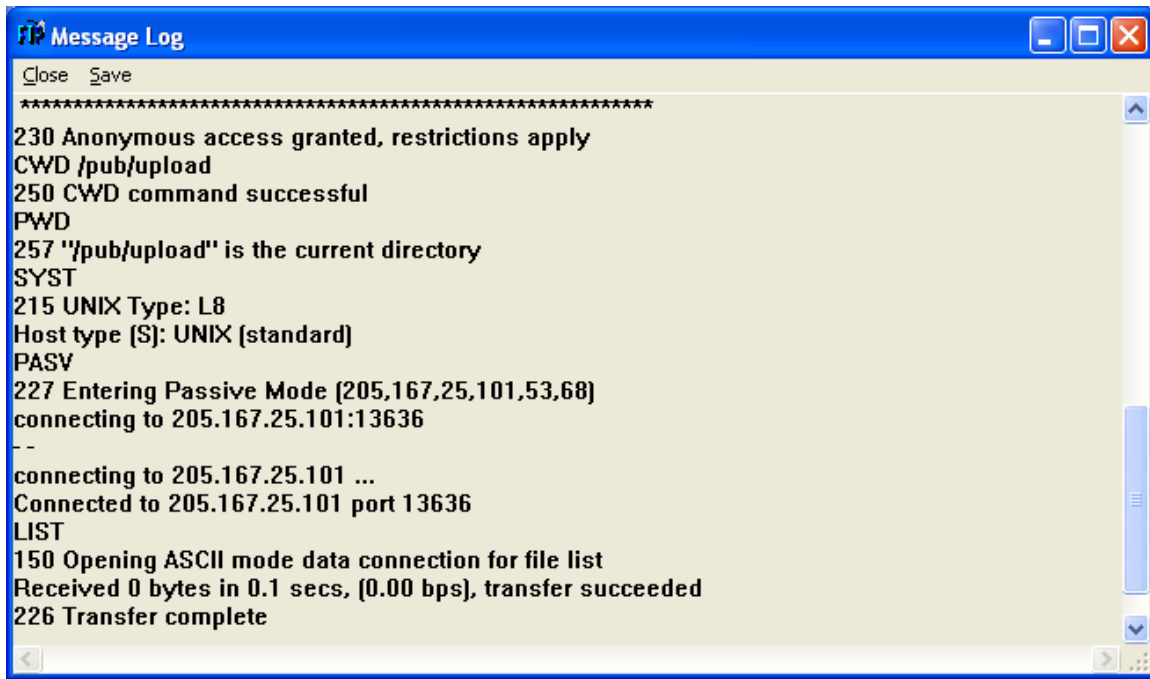 FTP Message Log
Close Save
************************************************************
230 Anonymous access granted, restrictions apply
CWD /pub/upload
250 CWD command successful
PWD
257 "/pub/upload" is the current directory
SYST
215 UNIX Type: L8
Host type (S): UNIX (standard)
PASV
227 Entering Passive Mode (205,167,25,101,53,68)
connecting to 205.167.25.101:13636
- -
connecting to 205.167.25.101 ...
Connected to 205.167.25.101 port 13636
LIST
150 Opening ASCII mode data connection for file list
Received 0 bytes in 0.1 secs, (0.00 bps), transfer succeeded
226 Transfer complete